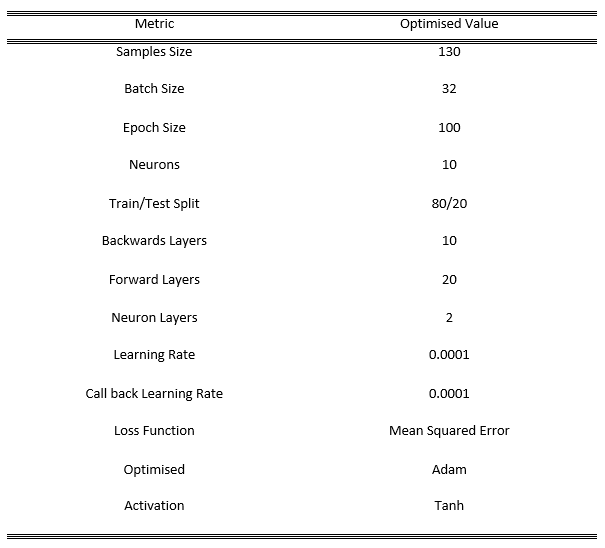 Metric Optimised Value
Samples Size 130
Batch Size 32
Epoch Size 100
Neurons 10
Train/Test Split 80/20
Backwards Layers 10
Forward Layers 20
Neuron Layers 2
Learning Rate 0.0001
Call back Learning Rate 0.0001
Loss Function Mean Squared Error
Optimised Adam
Activation Tanh